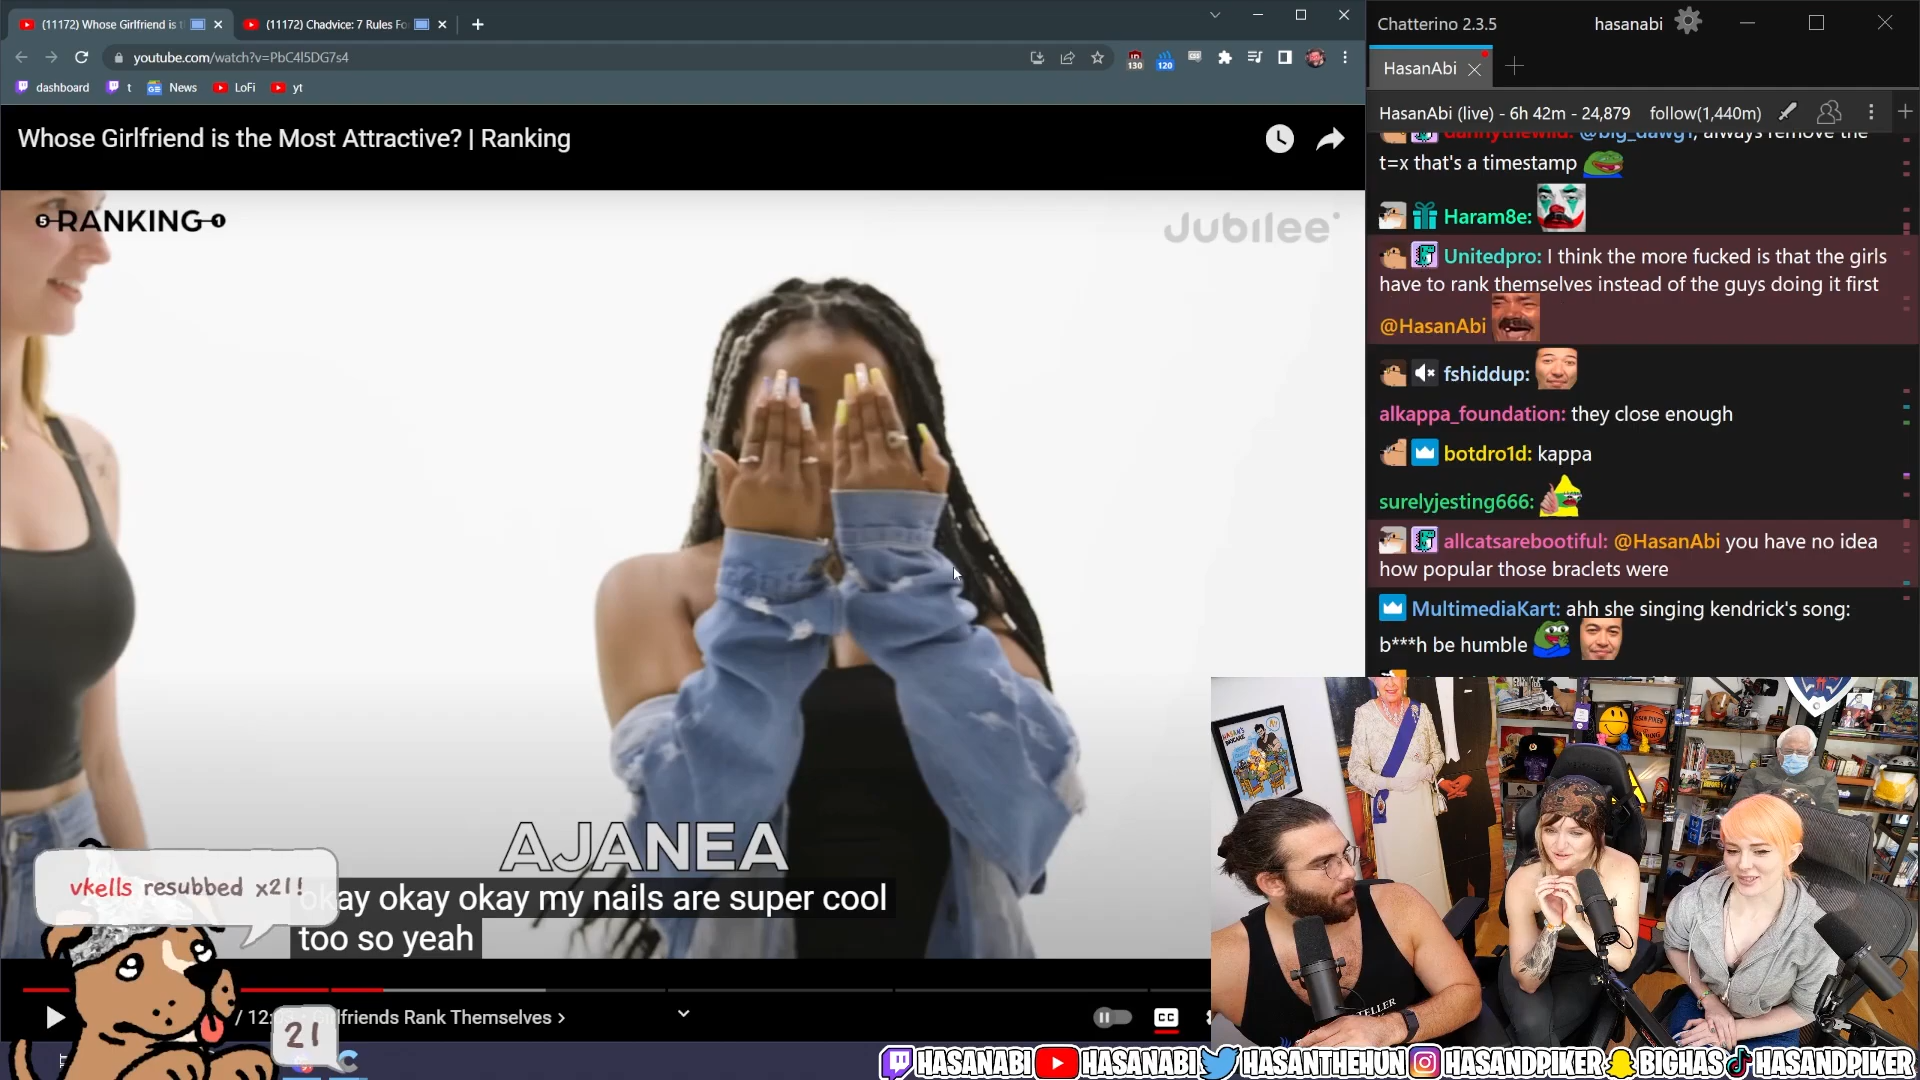 (11172) Whose Girlfriend is t
(11172) Chadvice: 7 Rules Fo
youtube.com/watch?v=PbC4l5DG7s4
130
120
dashboard
t
News
LoFi
yt
Whose Girlfriend is the Most Attractive? | Ranking
5 RANKING 1
Jubilee
AJANEA
okay okay okay my nails are super cool
too so yeah
vkells resubbed x21!
21
/ 12:
Girlfriends Rank Themselves >
CC
Chatterino 2.3.5
hasanabi
HasanAbi
HasanAbi (live) - 6h 42m - 24,879
follow(1,440m)
dannythewild: @big_dawg1, always remove the
t=x that's a timestamp
Haram8e:
Unitedpro: I think the more fucked is that the girls
have to rank themselves instead of the guys doing it first
@HasanAbi
fshiddup:
alkappa_foundation: they close enough
botdro1d: kappa
surelyjesting666:
allcatsarebootiful: @HasanAbi you have no idea
how popular those braclets were
MultimediaKart: ahh she singing kendrick's song:
b***h be humble
HASANABI HASANABI HASANTHEHUN HASANDPIKER BIGHAS HASANDPIKER